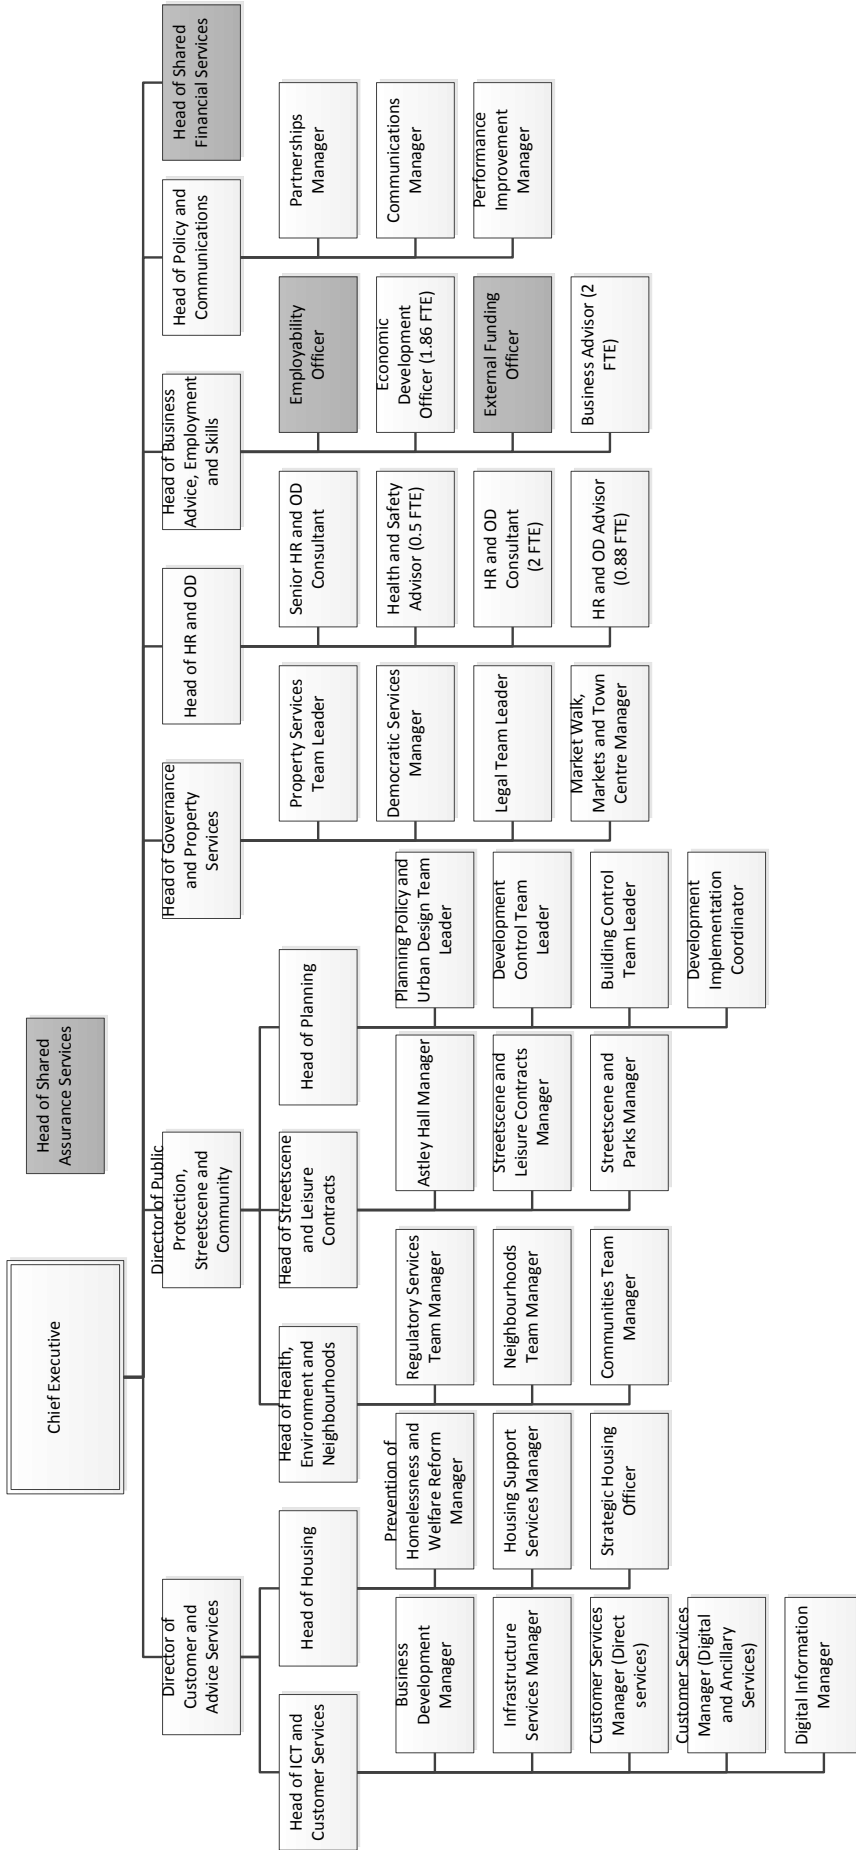 Chief Executive
Head of Shared
Assurance Services
Director of
Customer and
Advice Services
Director of Public
Protection,
Streetscene and
Community
Head of Governance
and Property
Services
Head of HR and OD
Head of Business
Advice, Employment
and Skills
Head of Policy and
Communications
Head of Shared
Financial Services
Head of ICT and
Customer Services
Business
Development
Manager
Infrastructure
Services Manager
Customer Services
Manager (Direct
services)
Customer Services
Manager (Digital
and Ancillary
Services)
Digital Information
Manager
Head of Housing
Prevention of
Homelessness and
Welfare Reform
Manager
Housing Support
Services Manager
Strategic Housing
Officer
Head of Health,
Environment and
Neighbourhoods
Regulatory Services
Team Manager
Neighbourhoods
Team Manager
Communities Team
Manager
Head of Streetscene
and Leisure
Contracts
Astley Hall Manager
Streetscene and
Leisure Contracts
Manager
Streetscene and
Parks Manager
Head of Planning
Planning Policy and
Urban Design Team
Leader
Development
Control Team
Leader
Building Control
Team Leader
Development
Implementation
Coordinator
Property Services
Team Leader
Democratic Services
Manager
Legal Team Leader
Market Walk,
Markets and Town
Centre Manager
Senior HR and OD
Consultant
Health and Safety
Advisor (0.5 FTE)
HR and OD
Consultant
(2 FTE)
HR and OD Advisor
(0.88 FTE)
Employability
Officer
Economic
Development
Officer (1.86 FTE)
External Funding
Officer
Business Advisor (2
FTE)
Partnerships
Manager
Communications
Manager
Performance
Improvement
Manager